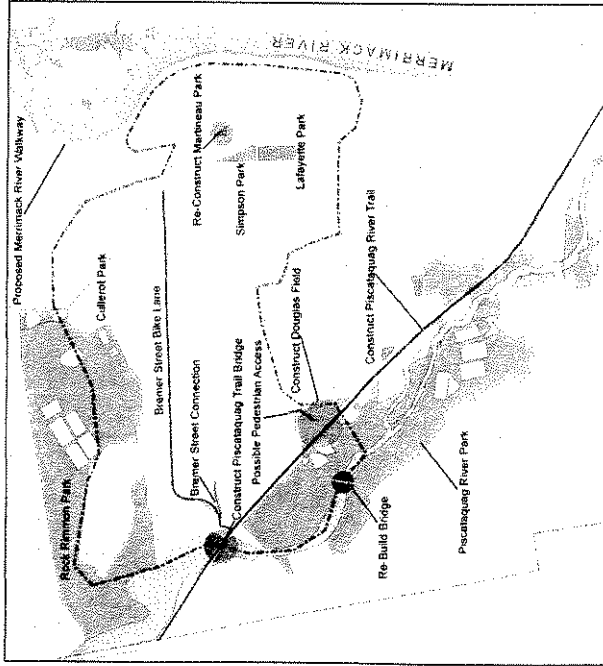 Proposed Merrimack River Walkway
MERRIMACK RIVER
Cullerot Park
Rock Rimmon Park
Re-Construct Martineau Park
Simpson Park
Lafayette Park
Bremer Street Bike Lane
Bremer Street Connection
Construct Piscataquag Trail Bridge
Possible Pedestrian Access
Construct Douglas Field
Construct Piscataquag River Trail
Re-Build Bridge
Piscataquag River Park